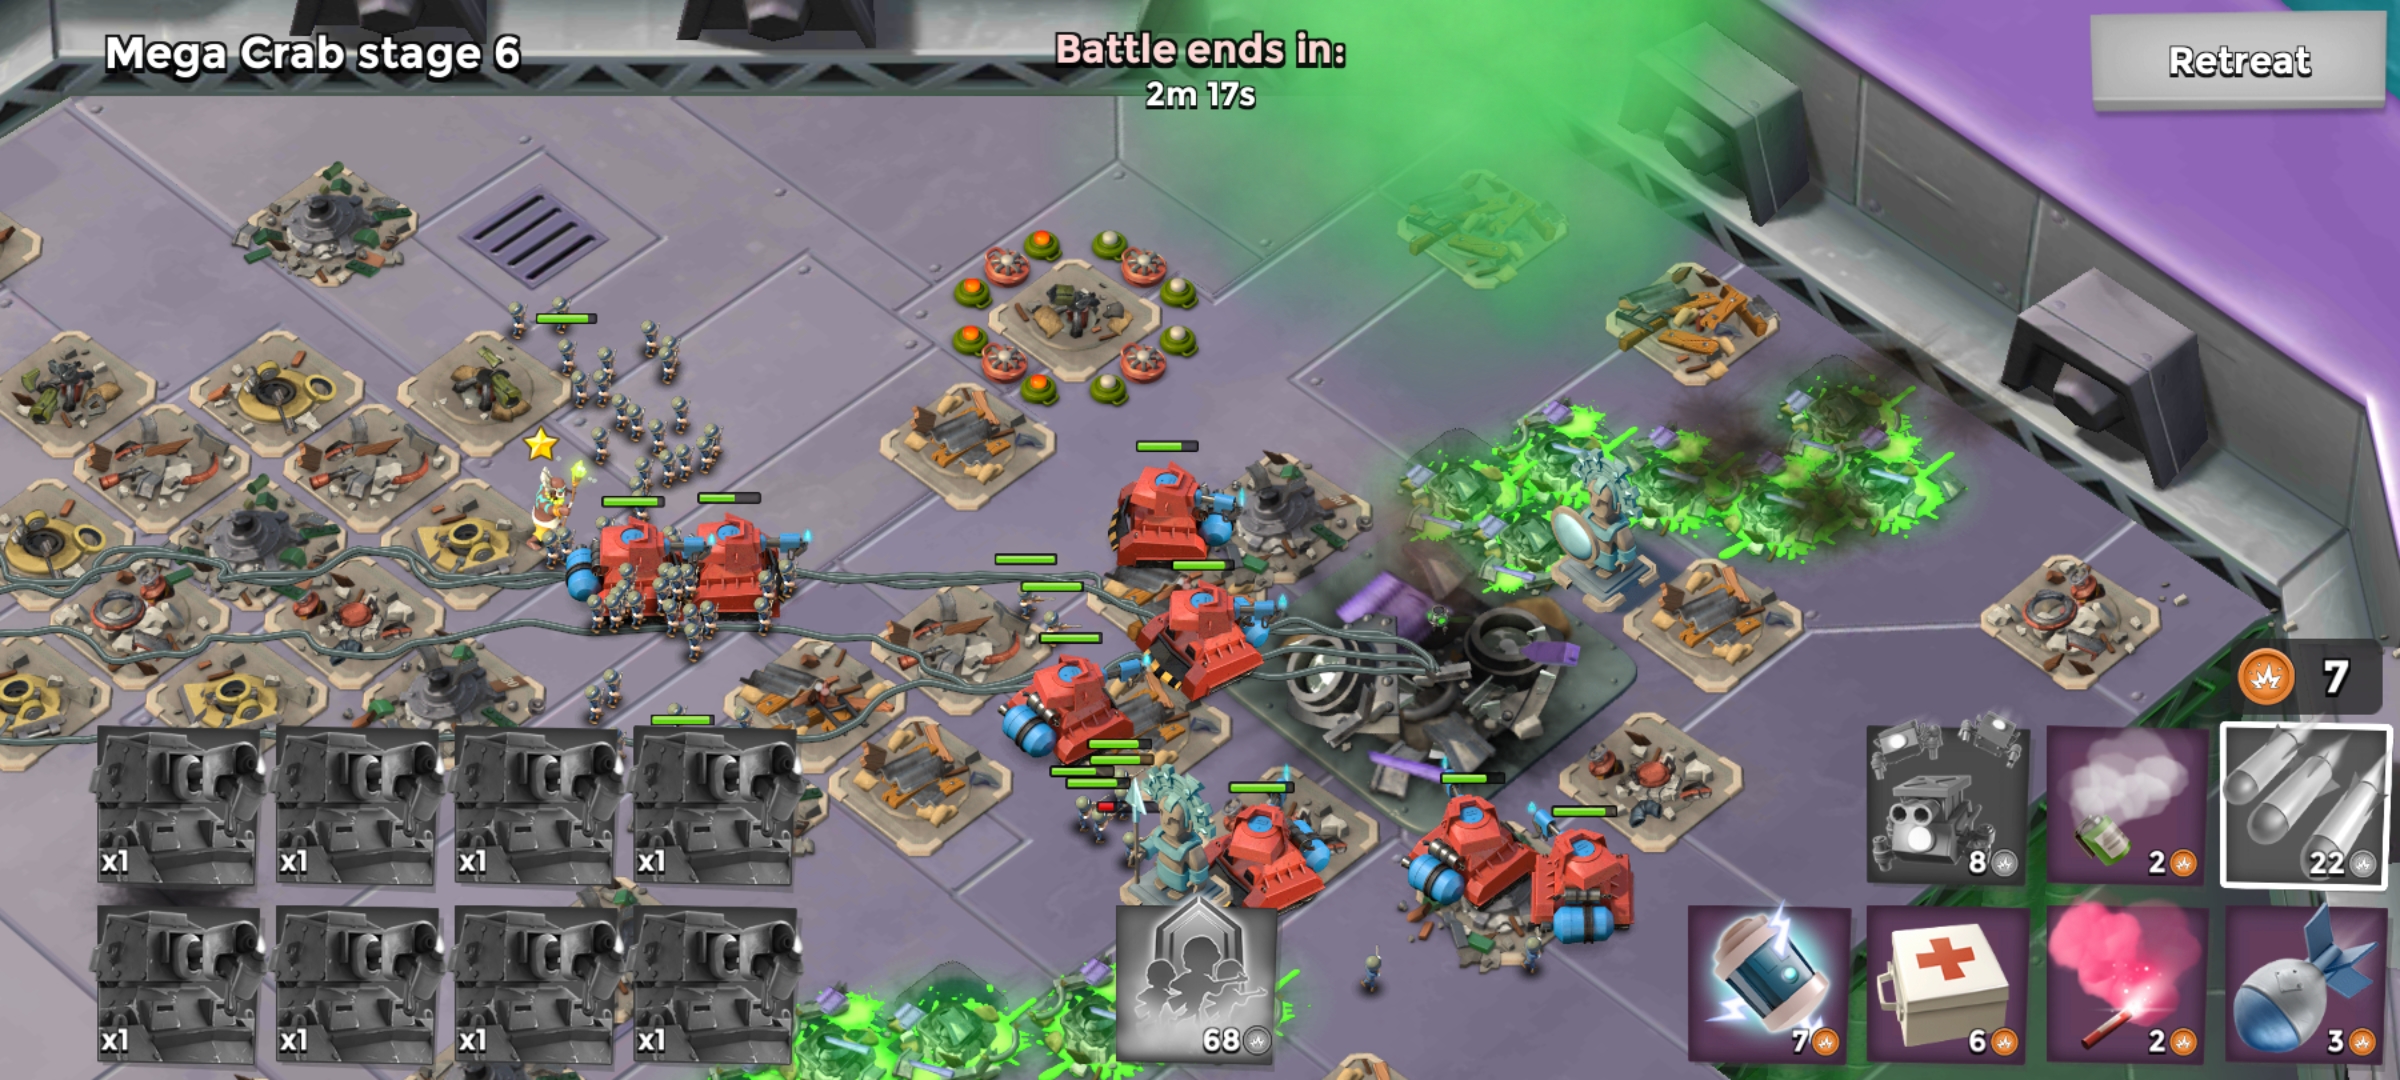 Mega Crab stage 6
Battle ends in:
2m 17s
Retreat
7
x1
x1
x1
x1
8
2
22
x1
x1
x1
x1
68
7
6
2
3